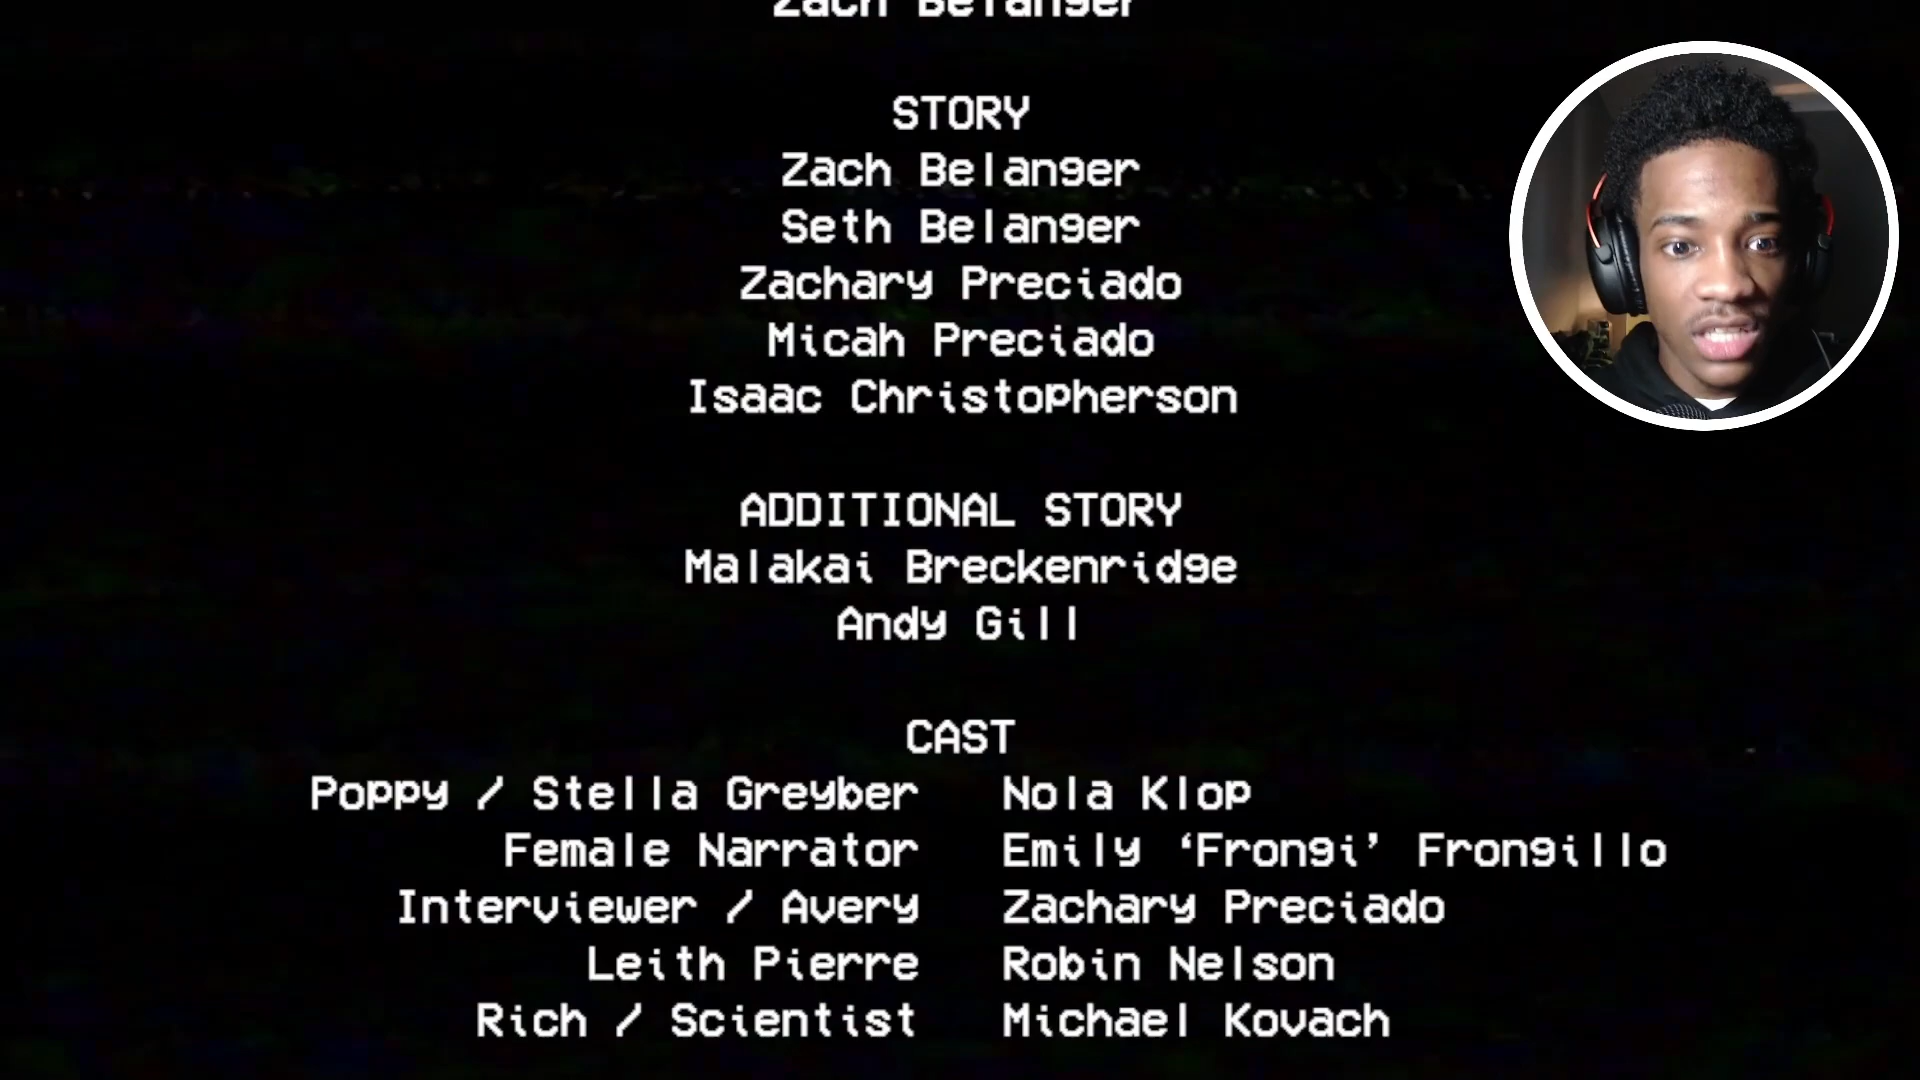 Zach Belanger
STORY
Zach Belanger
Seth Belanger
Zachary Preciado
Micah Preciado
Isaac Christopherson
ADDITIONAL STORY
Malakai Breckenridge
Andy Gill
CAST
Poppy / Stella Greyber Nola Klop
Female Narrator Emily ‘Frongi’ Frongillo
Interviewer / Avery Zachary Preciado
Leith Pierre Robin Nelson
Rich / Scientist Michael Kovach